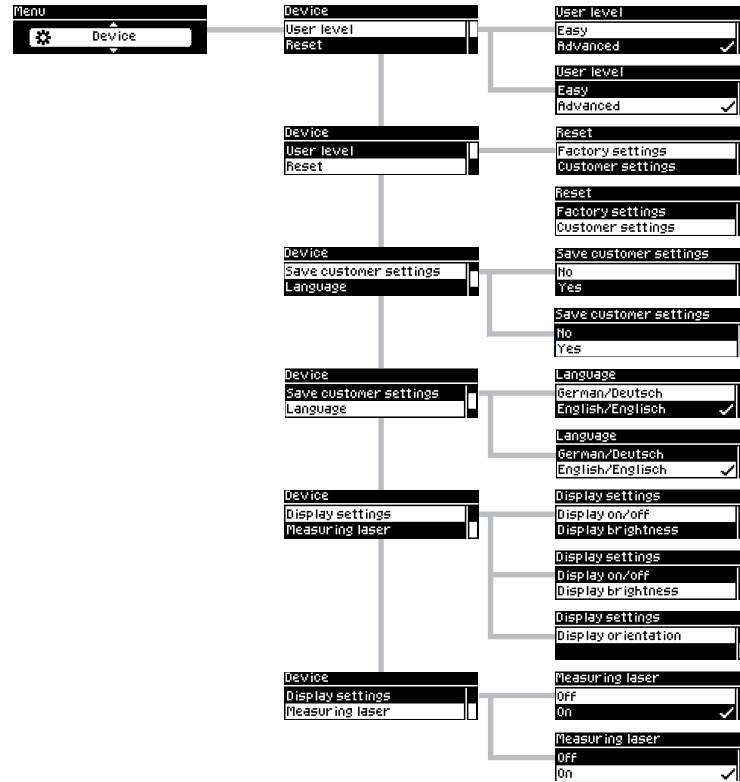 Menu
Device
Device
User level
Reset
User level
Easy
Advanced
User level
Easy
Advanced
Device
User level
Reset
Reset
Factory settings
Customer settings
Reset
Factory settings
Customer settings
Device
Save customer settings
Language
Save customer settings
No
Yes
Save customer settings
No
Yes
Device
Save customer settings
Language
Language
German/Deutsch
English/Englisch
Language
German/Deutsch
English/Englisch
Device
Display settings
Measuring laser
Display settings
Display on/off
Display brightness
Display settings
Display on/off
Display brightness
Display settings
Display orientation
Device
Display settings
Measuring laser
Measuring laser
Off
On
Measuring laser
Off
On